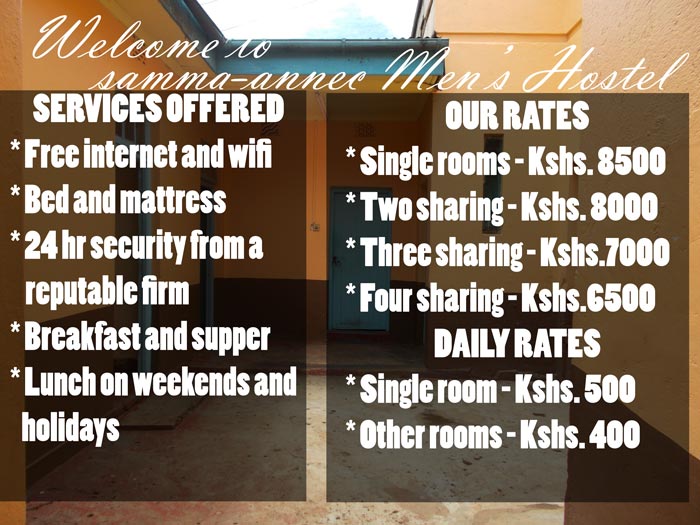 Welcome to
samma-annec Men's Hostel
SERVICES OFFERED
* Free internet and wifi
* Bed and mattress
* 24 hr security from a
reputable firm
* Breakfast and supper
* Lunch on weekends and
holidays
OUR RATES
* Single rooms - Kshs. 8500
* Two sharing - Kshs. 8000
* Three sharing - Kshs.7000
* Four sharing - Kshs.6500
DAILY RATES
* Single room - Kshs. 500
* Other rooms - Kshs. 400